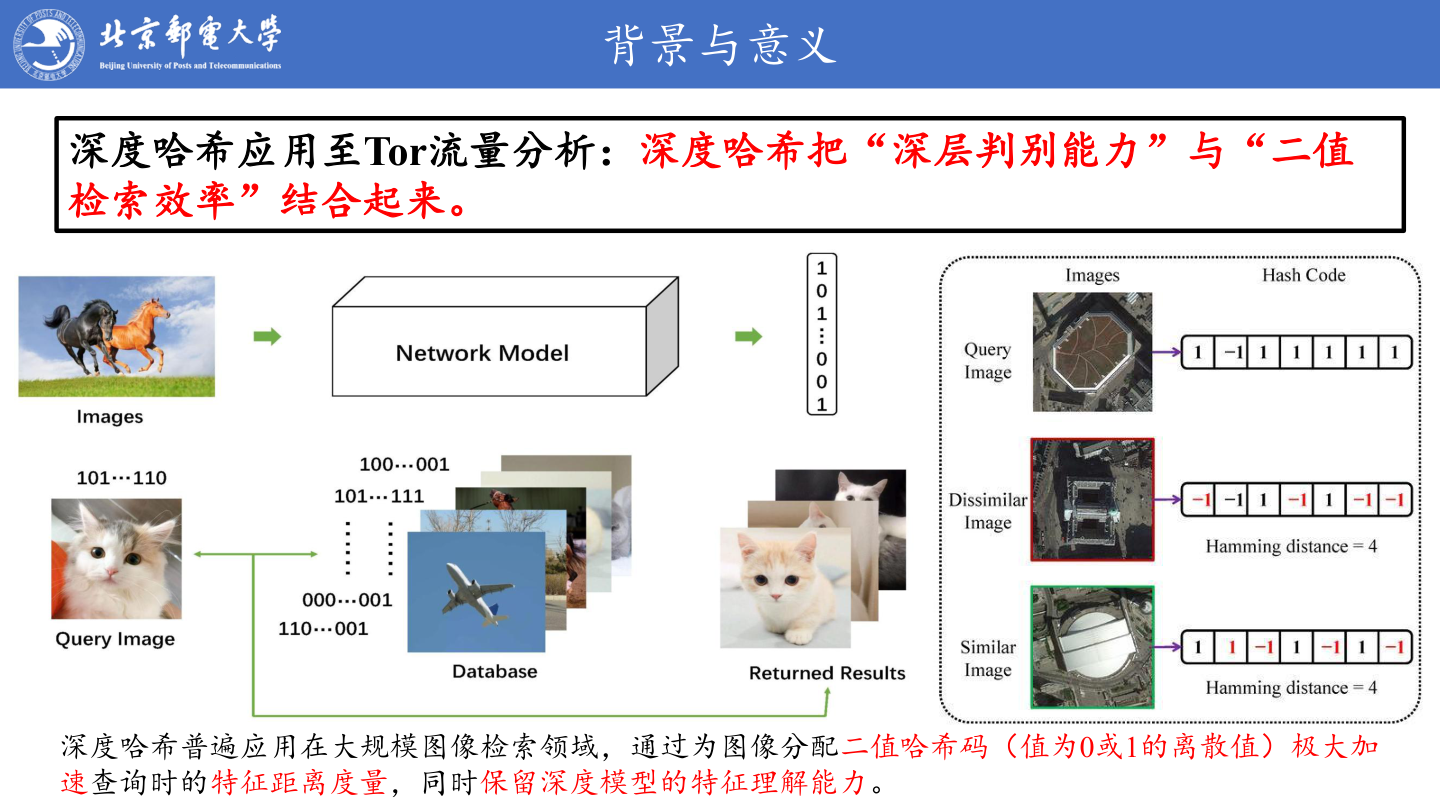 北京郵電大學
Beijing University of Posts and Telecommunications
背景与意义
深度哈希应用至Tor流量分析：深度哈希把“深层判别能力”与“二值
检索效率”结合起来。
Images
Network Model
1
0
1
⋮
0
0
1
101···110
Query Image
100···001
101···111
000···001
110···001
Database
Returned Results
Images Hash Code
Query
Image
1 −1 1 1 1 1 1
Dissimilar
Image
−1 −1 1 −1 1 −1 −1
Hamming distance = 4
Similar
Image
1 1 −1 1 −1 1 −1
Hamming distance = 4
深度哈希普遍应用在大规模图像检索领域，通过为图像分配二值哈希码（值为0或1的离散值）极大加
速查询时的特征距离度量，同时保留深度模型的特征理解能力。